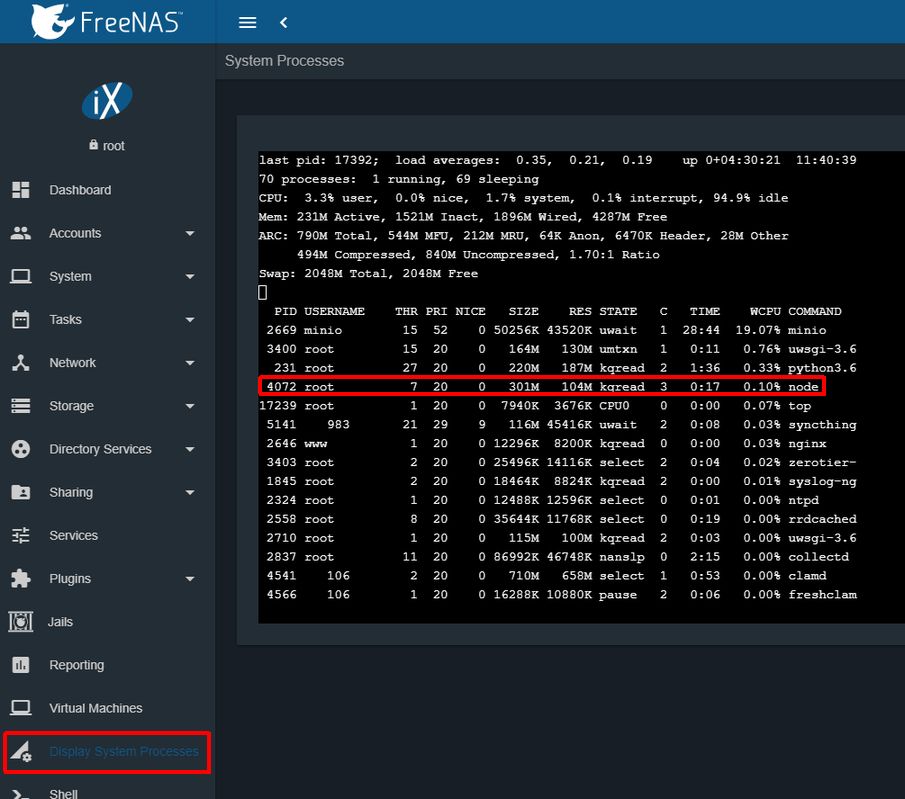 FreeNAS™
System Processes
iX
root
Dashboard
Accounts
System
Tasks
Network
Storage
Directory Services
Sharing
Services
Plugins
Jails
Reporting
Virtual Machines
Display System Processes
Shell
last pid: 17392;  load averages:  0.35,  0.21,  0.19    up 0+04:30:21  11:40:39
70 processes:  1 running, 69 sleeping
CPU:  3.3% user,  0.0% nice,  1.7% system,  0.1% interrupt, 94.9% idle
Mem: 231M Active, 1521M Inact, 1896M Wired, 4287M Free
ARC: 790M Total, 544M MFU, 212M MRU, 64K Anon, 6470K Header, 28M Other
494M Compressed, 840M Uncompressed, 1.70:1 Ratio
Swap: 2048M Total, 2048M Free
PID USERNAME    THR PRI NICE   SIZE    RES STATE   C   TIME    WCPU COMMAND
2669 minio        15  52    0 50256K 43520K uwait   1  28:44  19.07% minio
3400 root         15  20    0   164M   130M umtxn   1   0:11   0.76% uwsgi-3.6
231 root         27  20    0   220M   187M kqread  2   1:36   0.33% python3.6
4072 root          7  20    0   301M   104M kqread  3   0:17   0.10% node
17239 root          1  20    0  7940K  3676K CPU0    0   0:00   0.07% top
5141    983       21  29    9   116M 45416K uwait   2   0:08   0.03% syncthing
2646 www           1  20    0 12296K  8200K kqread  0   0:00   0.03% nginx
3403 root          2  20    0 25496K 14116K select  2   0:04   0.02% zerotier-
1845 root          2  20    0 18464K  8824K kqread  2   0:00   0.01% syslog-ng
2324 root          1  20    0 12488K 12596K select  0   0:01   0.00% ntpd
2558 root          8  20    0 35644K 11768K select  0   0:19   0.00% rrdcached
2710 root          1  20    0   115M   100M kqread  2   0:03   0.00% uwsgi-3.6
2837 root         11  20    0 86992K 46748K nanslp  0   2:15   0.00% collectd
4541    106        2  20    0   710M   658M select  1   0:53   0.00% clamd
4566    106        1  20    0 16288K 10880K pause   2   0:06   0.00% freshclam